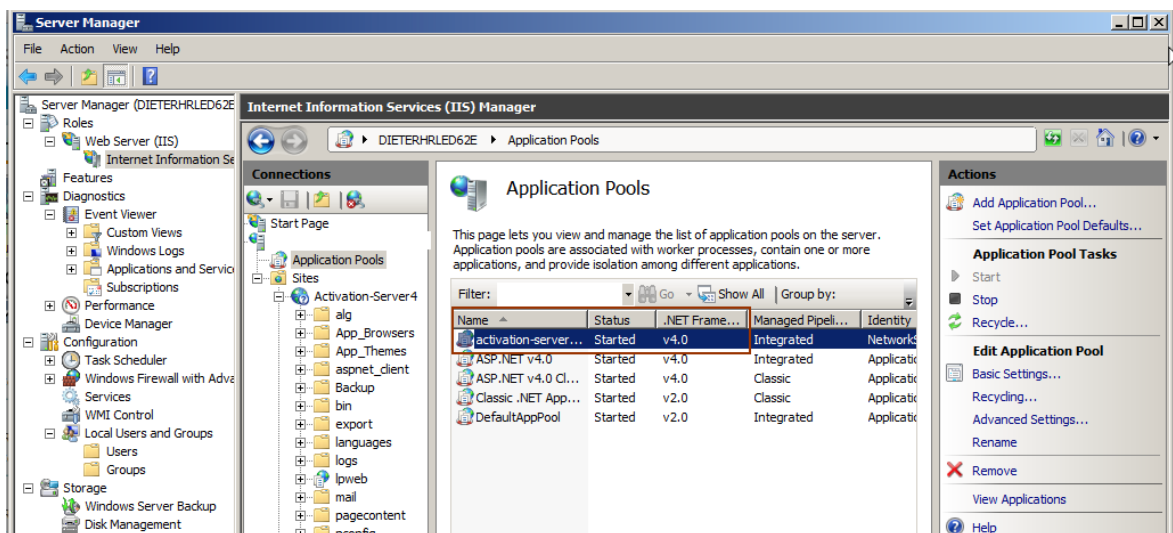 Server Manager
File Action View Help
Server Manager (DIETERHRLED62E
Roles
Web Server (IIS)
Internet Information Se
Features
Diagnostics
Event Viewer
Custom Views
Windows Logs
Applications and Servic
Subscriptions
Performance
Device Manager
Configuration
Task Scheduler
Windows Firewall with Adva
Services
WMI Control
Local Users and Groups
Users
Groups
Storage
Windows Server Backup
Disk Management
Internet Information Services (IIS) Manager
DIETERHRLED62E Application Pools
Connections
Start Page
Application Pools
Sites
Activation-Server4
alg
App_Browsers
App_Themes
aspnet_client
Backup
bin
export
languages
logs
lpweb
mail
pagecontent
Application Pools
This page lets you view and manage the list of application pools on the server.
Application pools are associated with worker processes, contain one or more
applications, and provide isolation among different applications.
Filter: Go Show All Group by:
Name Status .NET Frame... Managed Pipeli... Identity
activation-server... Started v4.0 Integrated NetworkS
ASP.NET v4.0 Started v4.0 Integrated Applicatic
ASP.NET v4.0 Cl... Started v4.0 Classic Applicatic
Classic .NET App... Started v2.0 Classic Applicatic
DefaultAppPool Started v2.0 Integrated Applicatic
Actions
Add Application Pool...
Set Application Pool Defaults...
Application Pool Tasks
Start
Stop
Recycle...
Edit Application Pool
Basic Settings...
Recycling...
Advanced Settings...
Rename
Remove
View Applications
Help